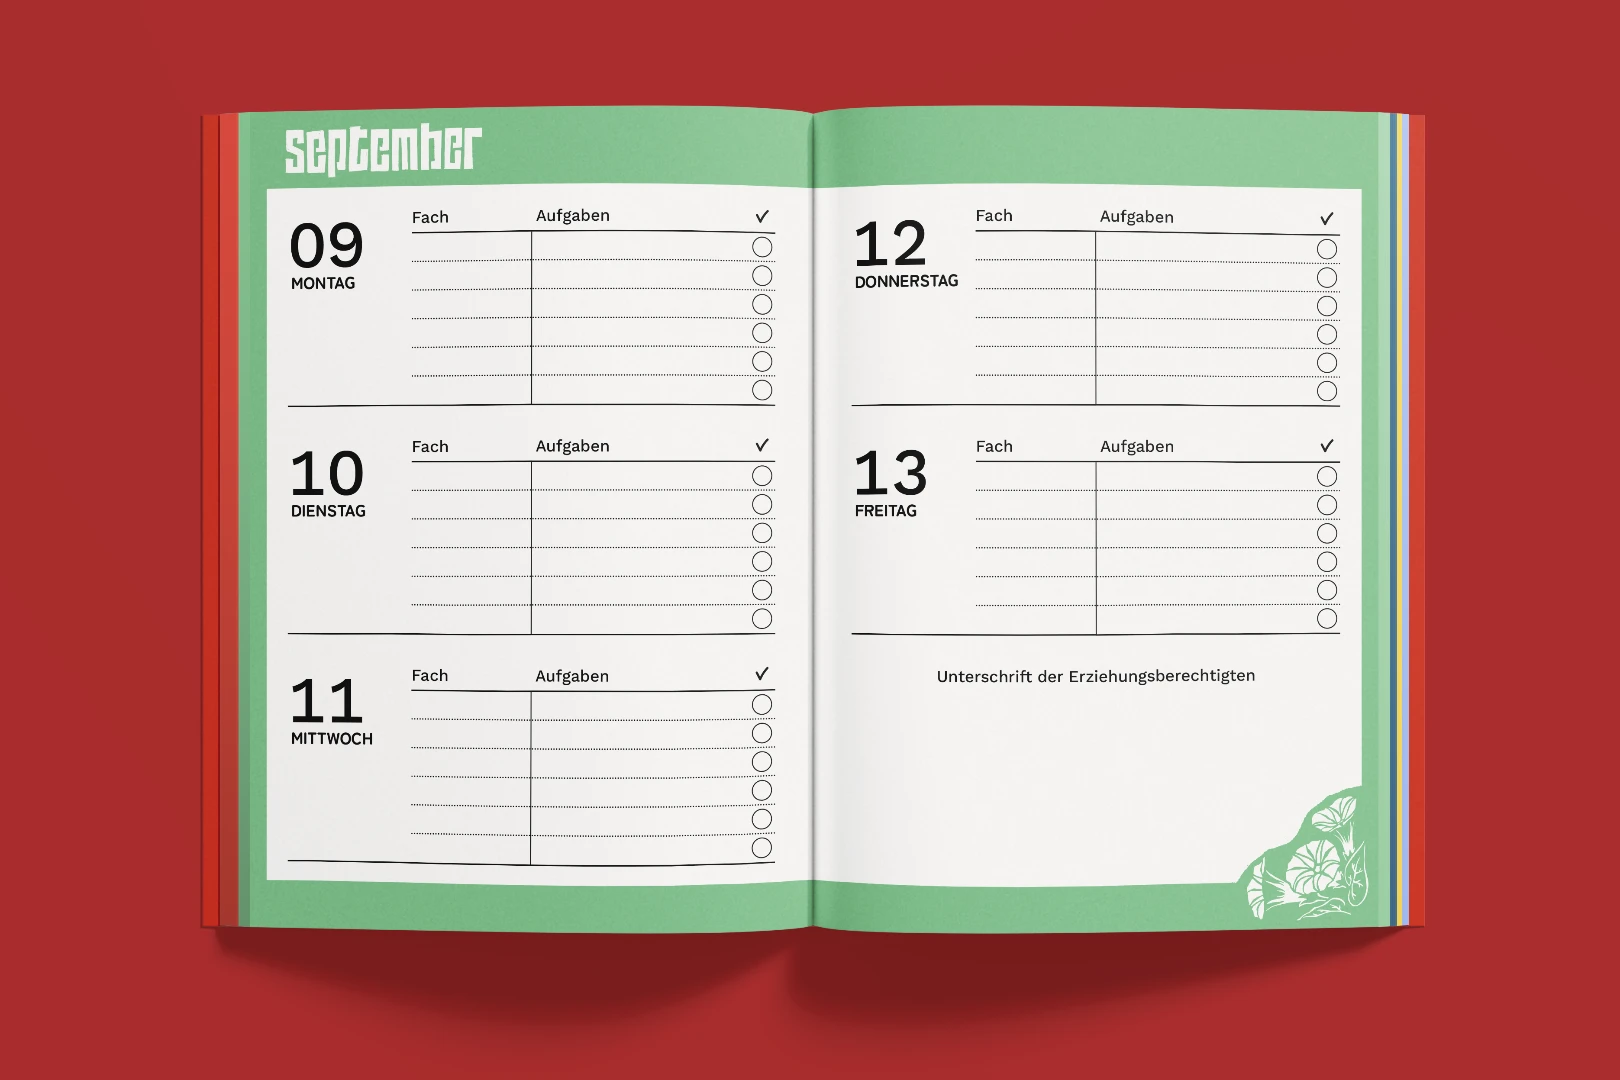 september
09
MONTAG
Fach Aufgaben ✓
10
DIENSTAG
Fach Aufgaben ✓
11
MITTWOCH
Fach Aufgaben ✓
12
DONNERSTAG
Fach Aufgaben ✓
13
FREITAG
Fach Aufgaben ✓
Unterschrift der Erziehungsberechtigten